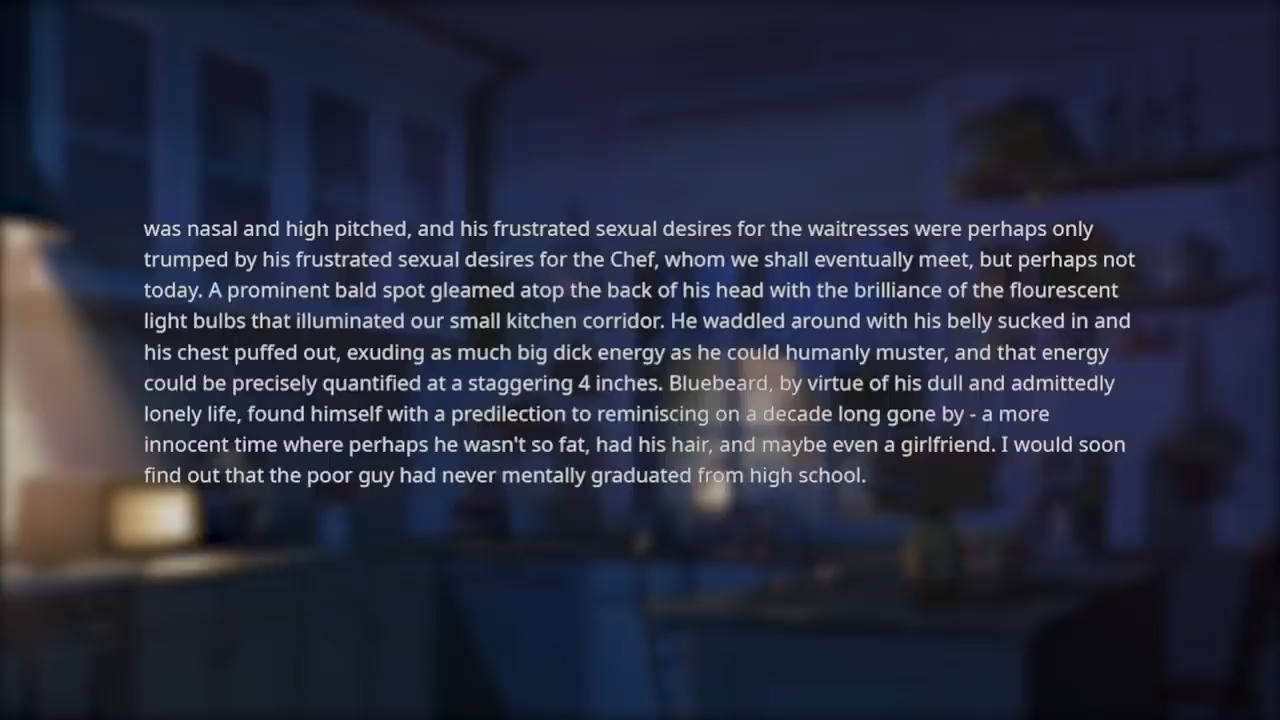 was nasal and high pitched, and his frustrated sexual desires for the waitresses were perhaps only
trumped by his frustrated sexual desires for the Chef, whom we shall eventually meet, but perhaps not
today. A prominent bald spot gleamed atop the back of his head with the brilliance of the flourescent
light bulbs that illuminated our small kitchen corridor. He waddled around with his belly sucked in and
his chest puffed out, exuding as much big dick energy as he could humanly muster, and that energy
could be precisely quantified at a staggering 4 inches. Bluebeard, by virtue of his dull and admittedly
lonely life, found himself with a predilection to reminiscing on a decade long gone by - a more
innocent time where perhaps he wasn't so fat, had his hair, and maybe even a girlfriend. I would soon
find out that the poor guy had never mentally graduated from high school.